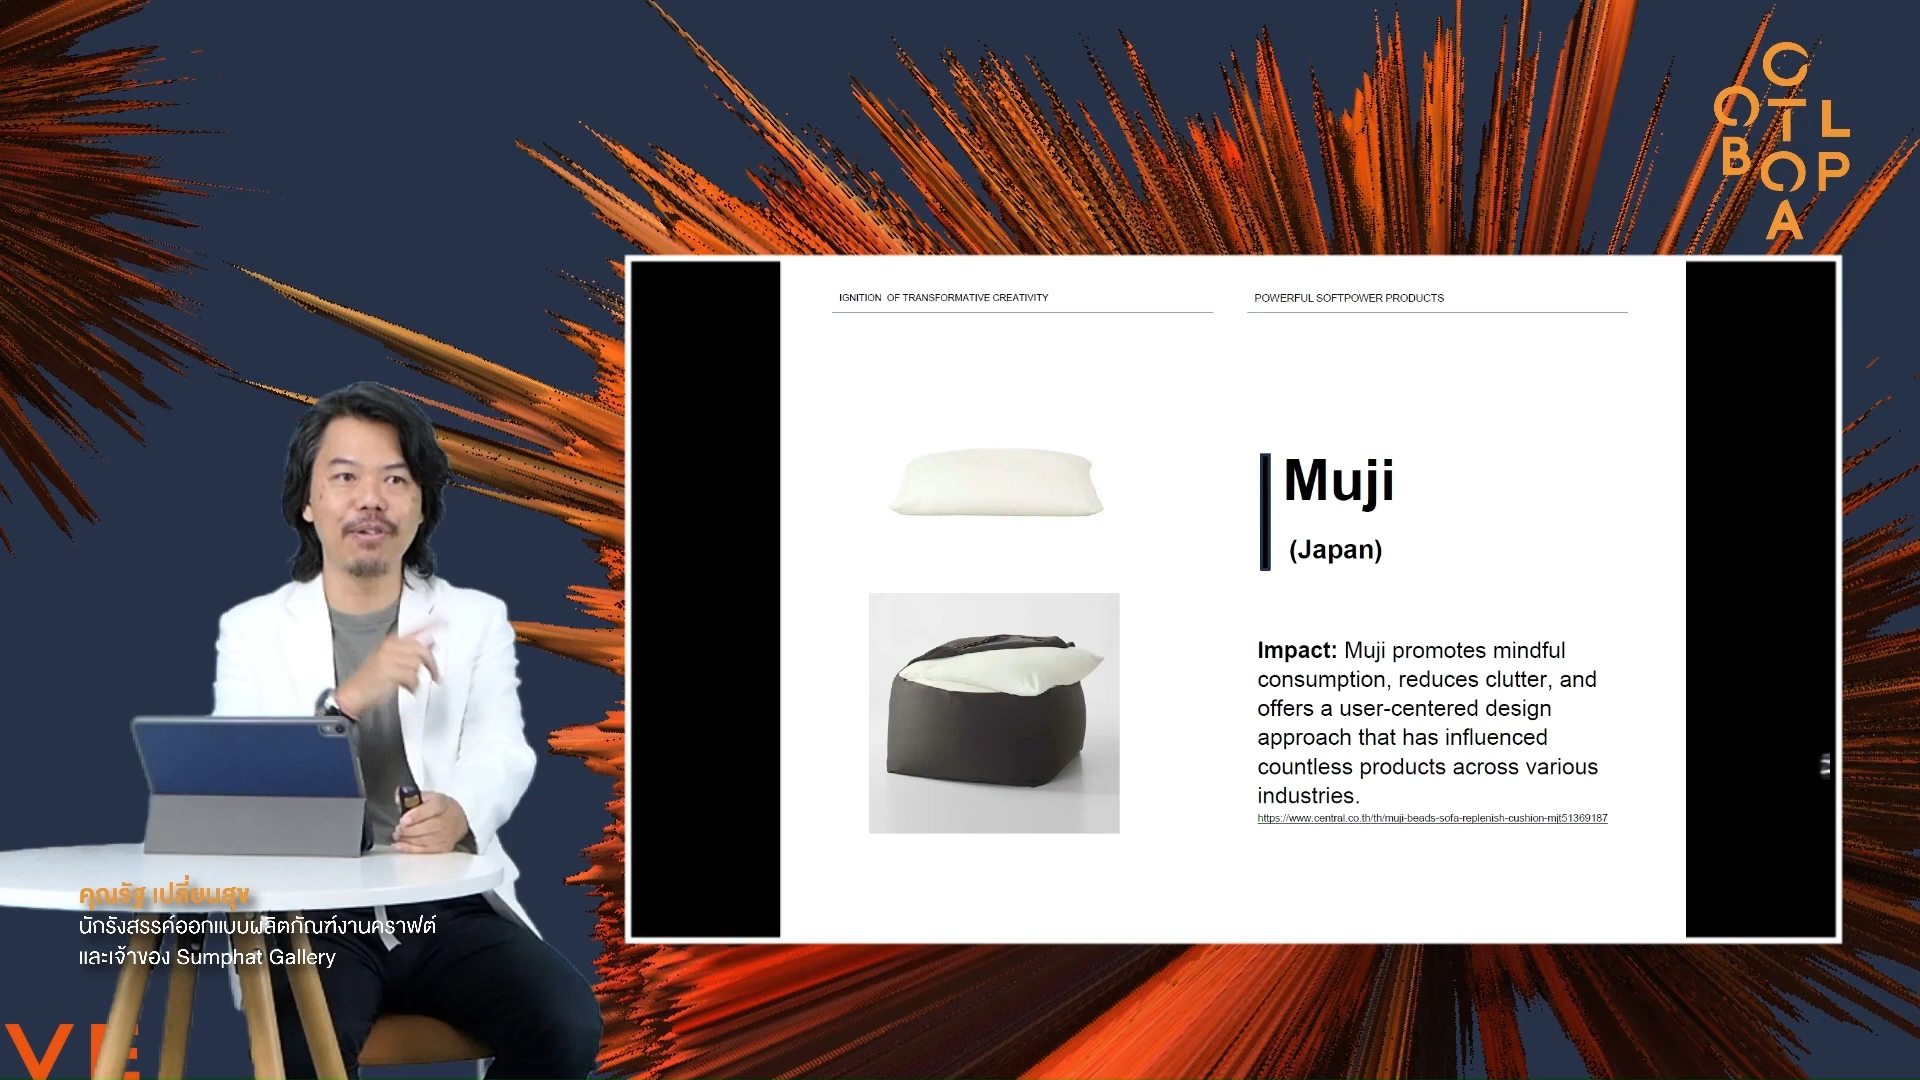 C
O T L
B O P
A
IGNITION OF TRANSFORMATIVE CREATIVITY
POWERFUL SOFTPOWER PRODUCTS
Muji
(Japan)
Impact: Muji promotes mindful
consumption, reduces clutter, and
offers a user-centered design
approach that has influenced
countless products across various
industries.
https://www.central.co.th/th/muji-beads-sofa-replenish-cushion-mjt51369187
คุณรัฐ เปลี่ยนสุข
นักรังสรรค์ออกแบบผลิตภัณฑ์งานคราฟต์
และเจ้าของ Sumphat Gallery
VE